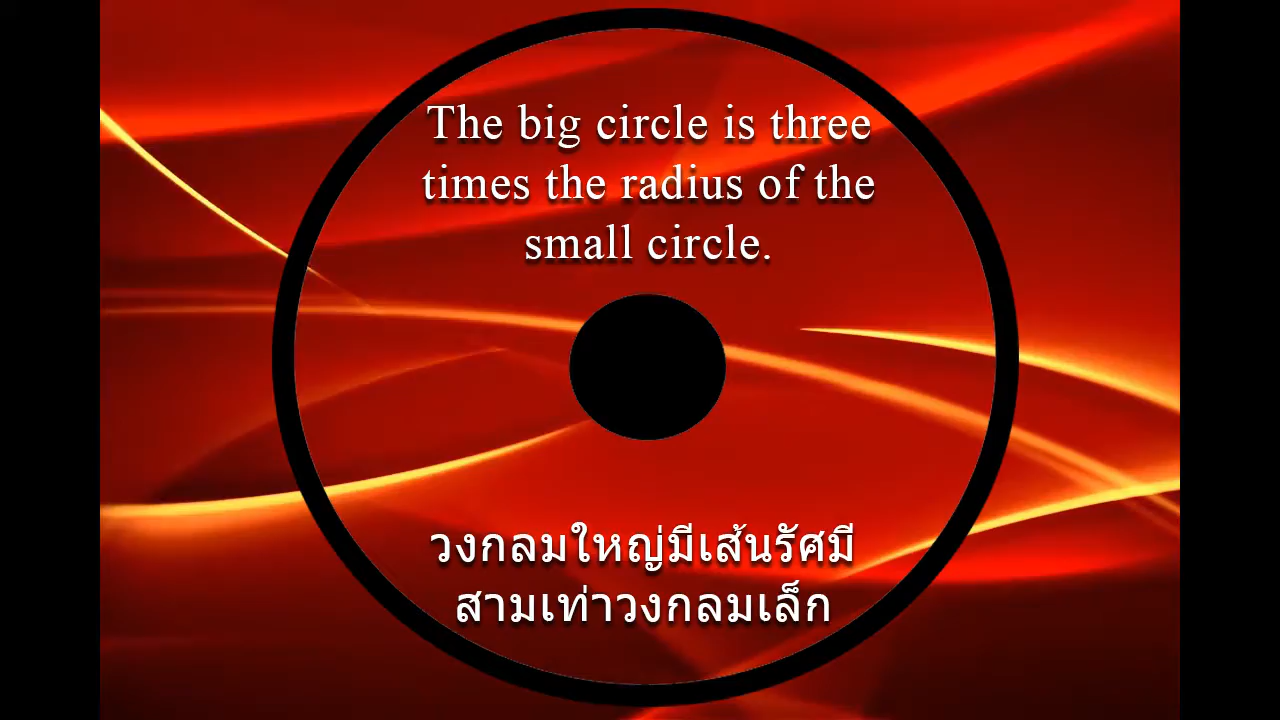 The big circle is three
times the radius of the
small circle.
วงกลมใหญ่มีเส้นรัศมี
สามเท่าวงกลมเล็ก